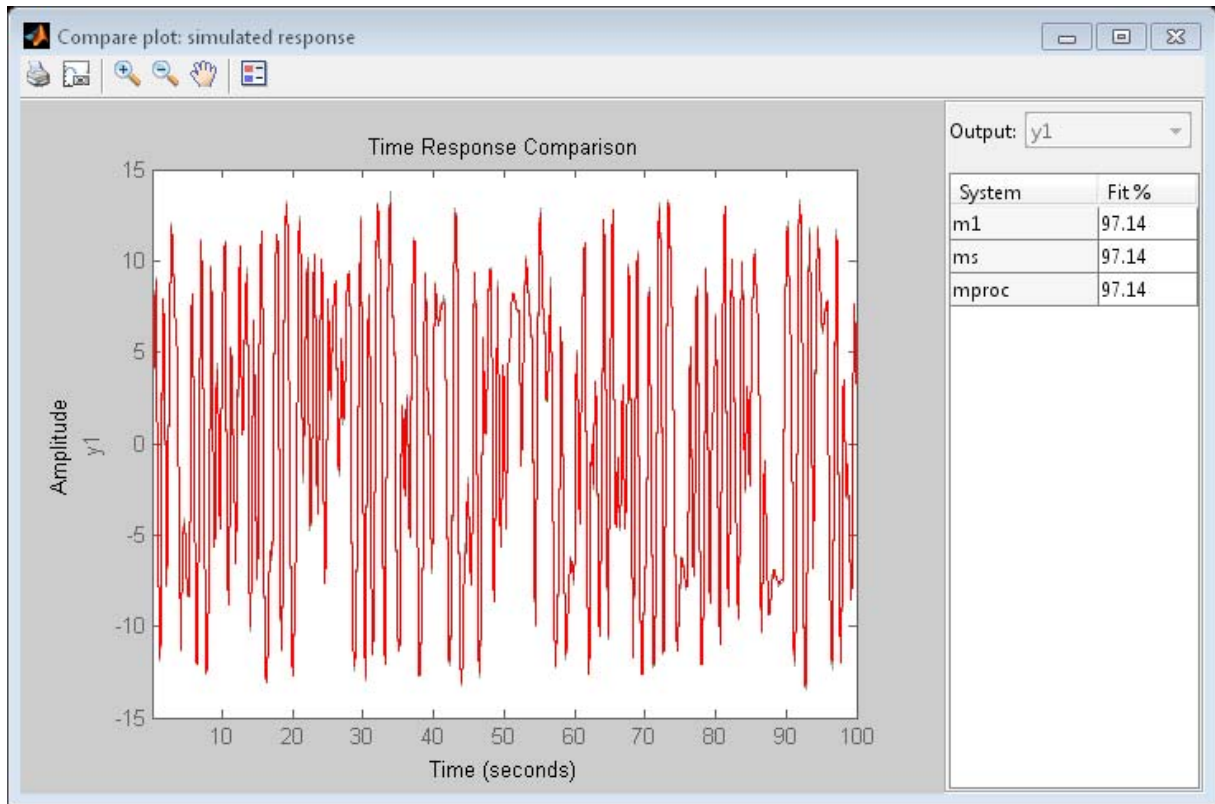 Compare plot: simulated response
Time Response Comparison
15
10
5
0
-5
-10
-15
Amplitude
y1
10 20 30 40 50 60 70 80 90 100
Time (seconds)
Output: y1
System Fit %
m1 97.14
ms 97.14
mproc 97.14